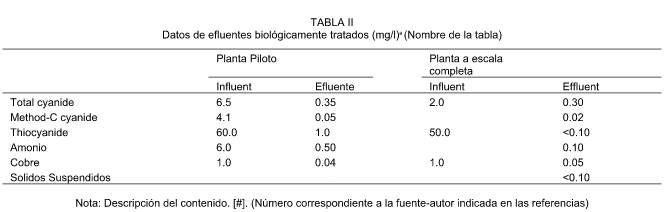 TABLA II
Datos de efluentes biológicamente tratados (mg/l)ª (Nombre de la tabla)
Planta Piloto Planta a escala completa
Influent Efluente Influent Effluent
Total cyanide 6.5 0.35 2.0 0.30
Method-C cyanide 4.1 0.05 0.02
Thiocyanide 60.0 1.0 50.0 <0.10
Amonio 6.0 0.50 0.10
Cobre 1.0 0.04 1.0 0.05
Solidos Suspendidos <0.10
Nota: Descripción del contenido. [#]. (Número correspondiente a la fuente-autor indicada en las referencias)